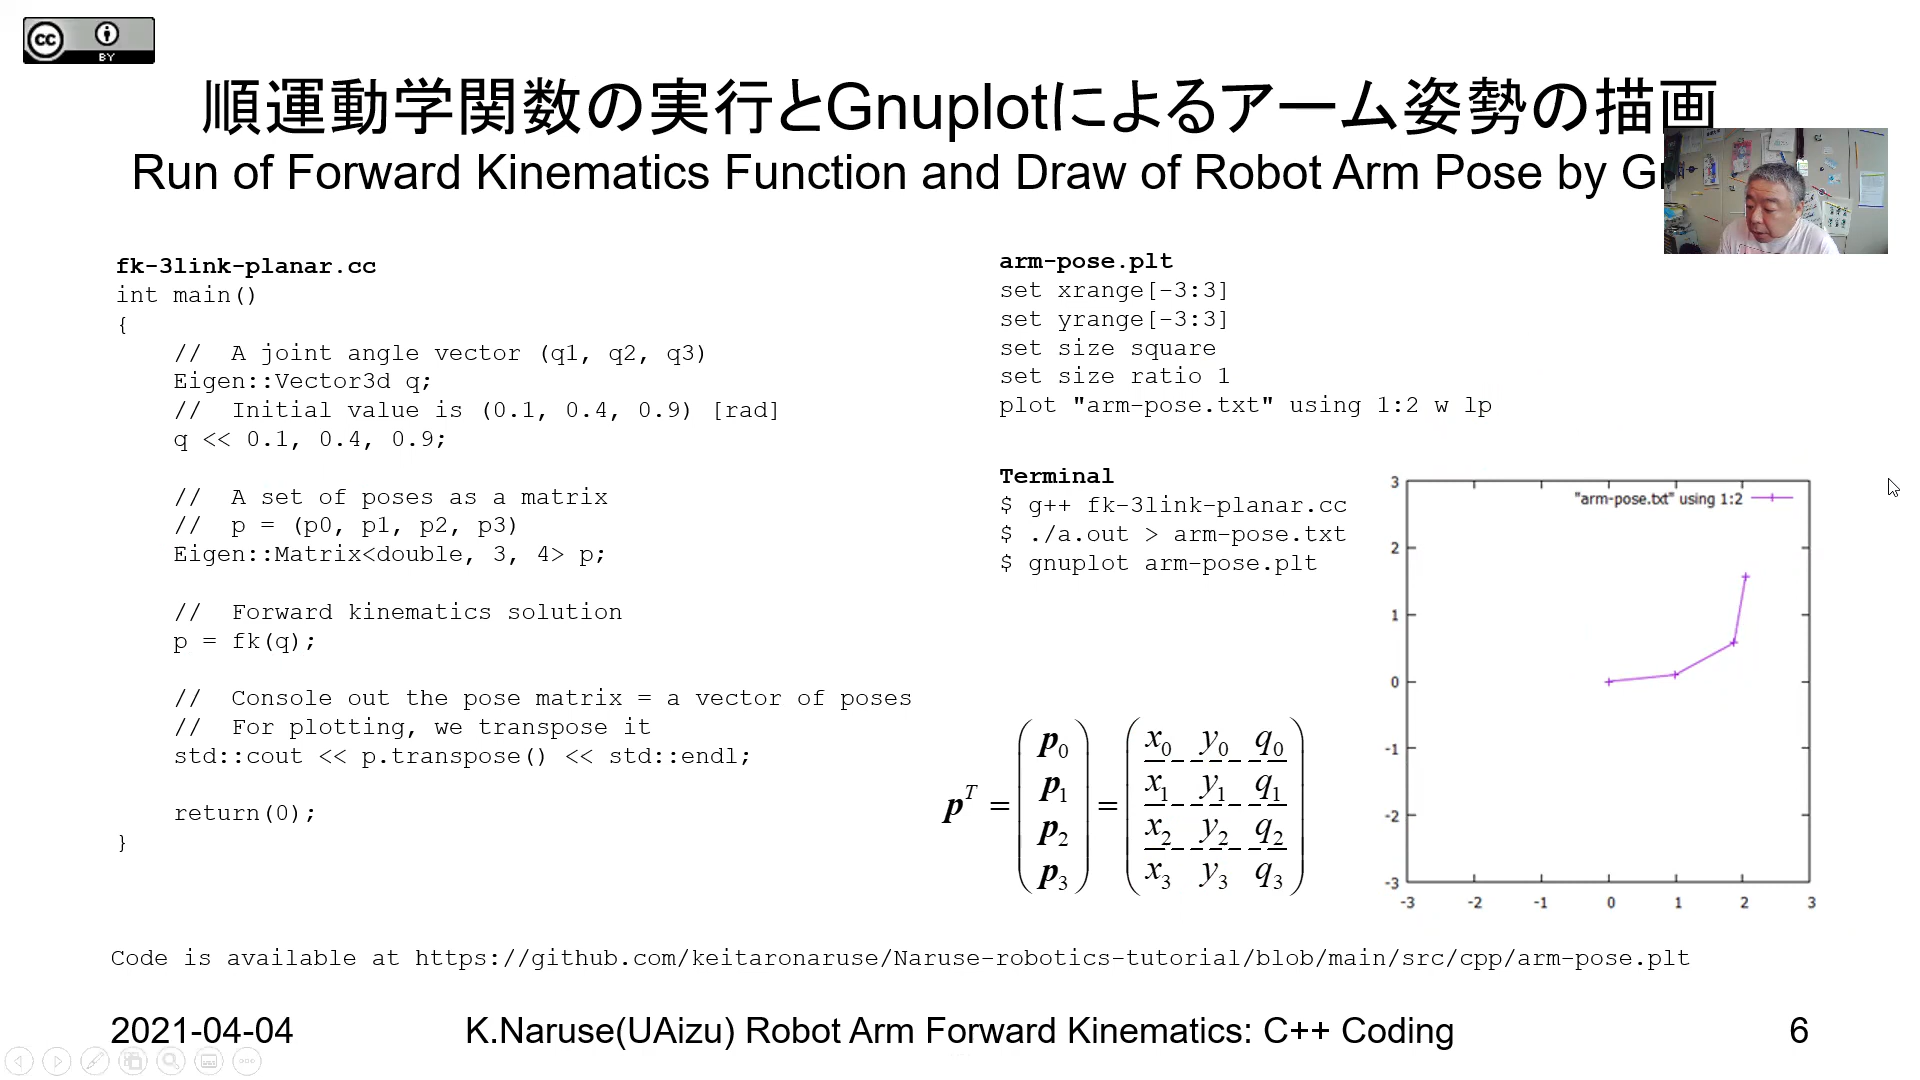 cc BY
順運動学関数の実行とGnuplotによるアーム姿勢の描画
Run of Forward Kinematics Function and Draw of Robot Arm Pose by
fk-3link-planar.cc
int main()
{
//  A joint angle vector (q1, q2, q3)
Eigen::Vector3d q;
//  Initial value is (0.1, 0.4, 0.9) [rad]
q << 0.1, 0.4, 0.9;
//  A set of poses as a matrix
//  p = (p0, p1, p2, p3)
Eigen::Matrix<double, 3, 4> p;
//  Forward kinematics solution
p = fk(q);
//  Console out the pose matrix = a vector of poses
//  For plotting, we transpose it
std::cout << p.transpose() << std::endl;
return(0);
}
arm-pose.plt
set xrange[-3:3]
set yrange[-3:3]
set size square
set size ratio 1
plot "arm-pose.txt" using 1:2 w lp
Terminal
$ g++ fk-3link-planar.cc
$ ./a.out > arm-pose.txt
$ gnuplot arm-pose.plt
p^T = (p0 p1 p2 p3) = (x0 y0 q0
x1 y1 q1
x2 y2 q2
x3 y3 q3)
"arm-pose.txt" using 1:2
3
2
1
0
-1
-2
-3
-3 -2 -1 0 1 2 3
Code is available at https://github.com/keitaronaruse/Naruse-robotics-tutorial/blob/main/src/cpp/arm-pose.plt
2021-04-04 K.Naruse(UAizu) Robot Arm Forward Kinematics: C++ Coding 6